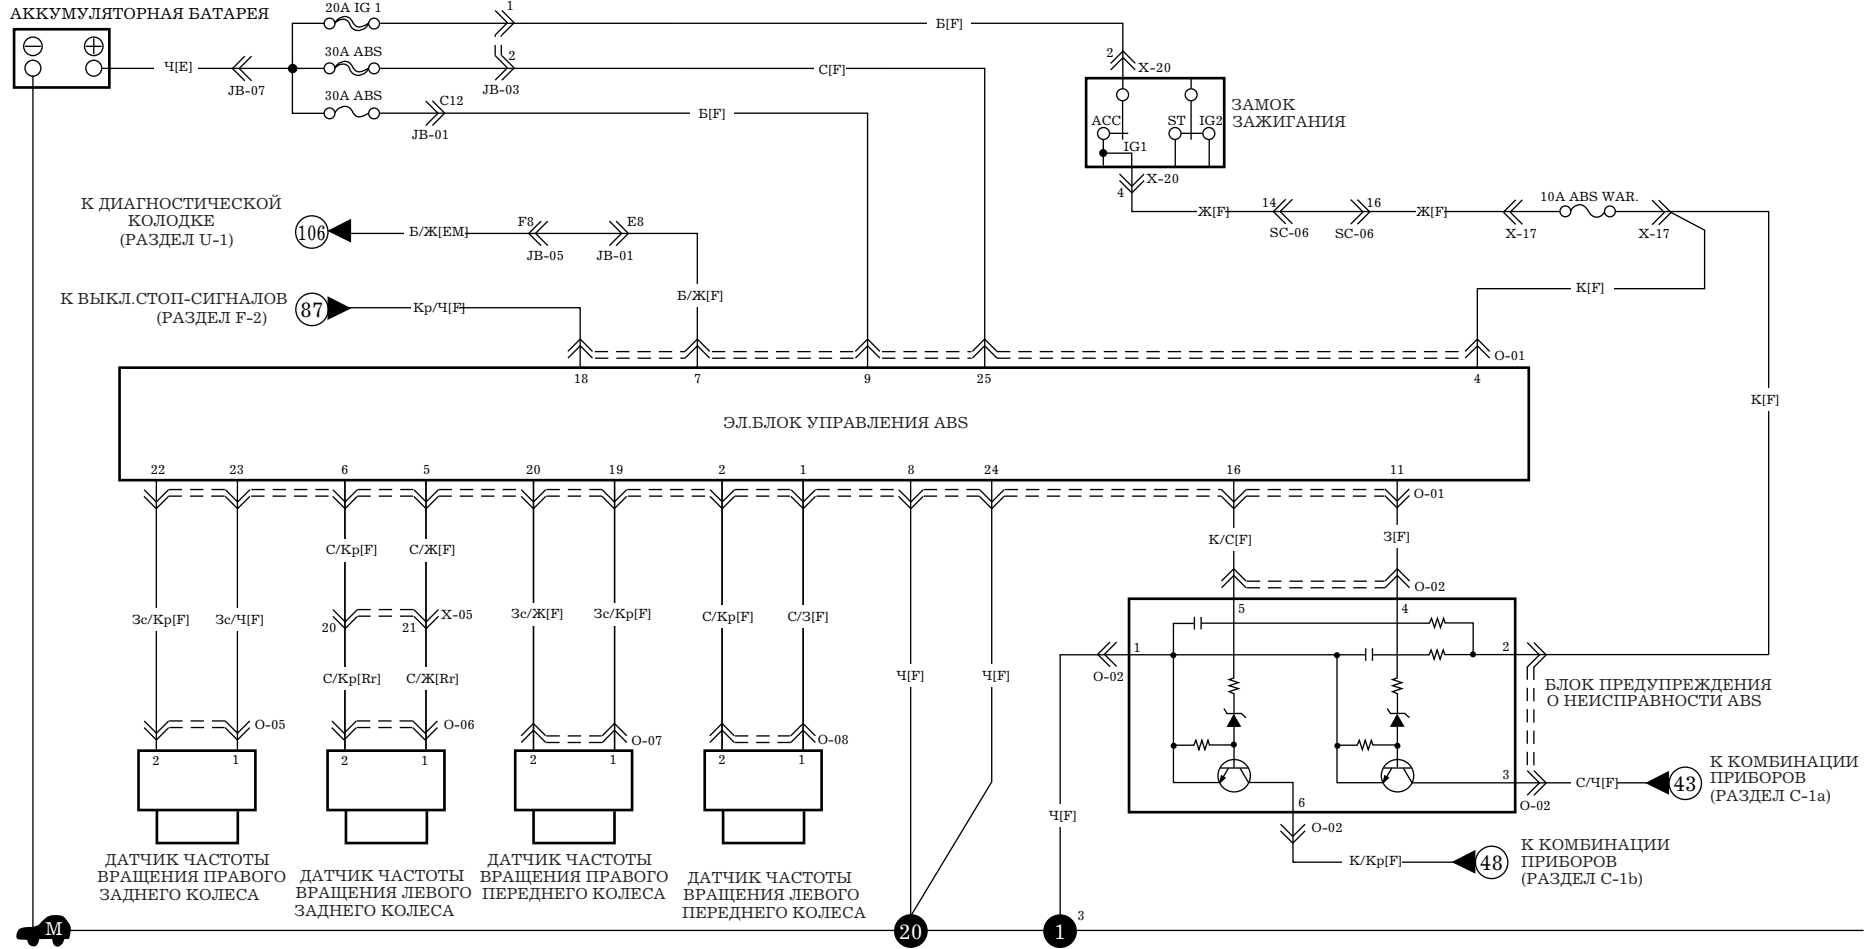 АККУМУЛЯТОРНАЯ БАТАРЕЯ
20A IG 1
1
Б[F]
30A ABS
2
Ч[E]
JB-07
JB-03
С[F]
30A ABS
C12
JB-01
Б[F]
2
X-20
ACC
ST
IG2
IG1
ЗАМОК
ЗАЖИГАНИЯ
4
X-20
Ж[F]
14
SC-06
16
SC-06
Ж[F]
X-17
10A ABS WAR.
X-17
К ДИАГНОСТИЧЕСКОЙ
КОЛОДКЕ
(РАЗДЕЛ U-1)
106
Б/Ж[EM]
F8
JB-05
E8
JB-01
Б/Ж[F]
К[F]
К ВЫКЛ.СТОП-СИГНАЛОВ
(РАЗДЕЛ F-2)
87
Кр/Ч[F]
O-01
18
7
9
25
4
К[F]
ЭЛ.БЛОК УПРАВЛЕНИЯ ABS
22
23
6
5
20
19
2
1
8
24
16
11
O-01
С/Кр[F]
С/Ж[F]
К/С[F]
З[F]
O-02
Зс/Кр[F]
Зс/Ч[F]
20
21
X-05
Зс/Ж[F]
Зс/Кр[F]
С/Кр[F]
С/З[F]
5
4
1
2
O-02
С/Кр[Rr]
С/Ж[Rr]
Ч[F]
Ч[F]
БЛОК ПРЕДУПРЕЖДЕНИЯ
О НЕИСПРАВНОСТИ ABS
O-05
O-06
O-07
O-08
2
1
2
1
2
1
2
1
3
O-02
С/Ч[F]
43
К КОМБИНАЦИИ
ПРИБОРОВ
(РАЗДЕЛ C-1a)
6
O-02
Ч[F]
К/Кр[F]
48
К КОМБИНАЦИИ
ПРИБОРОВ
(РАЗДЕЛ C-1b)
ДАТЧИК ЧАСТОТЫ
ВРАЩЕНИЯ ПРАВОГО
ЗАДНЕГО КОЛЕСА
ДАТЧИК ЧАСТОТЫ
ВРАЩЕНИЯ ЛЕВОГО
ЗАДНЕГО КОЛЕСА
ДАТЧИК ЧАСТОТЫ
ВРАЩЕНИЯ ПРАВОГО
ПЕРЕДНЕГО КОЛЕСА
ДАТЧИК ЧАСТОТЫ
ВРАЩЕНИЯ ЛЕВОГО
ПЕРЕДНЕГО КОЛЕСА
M
20
1
3